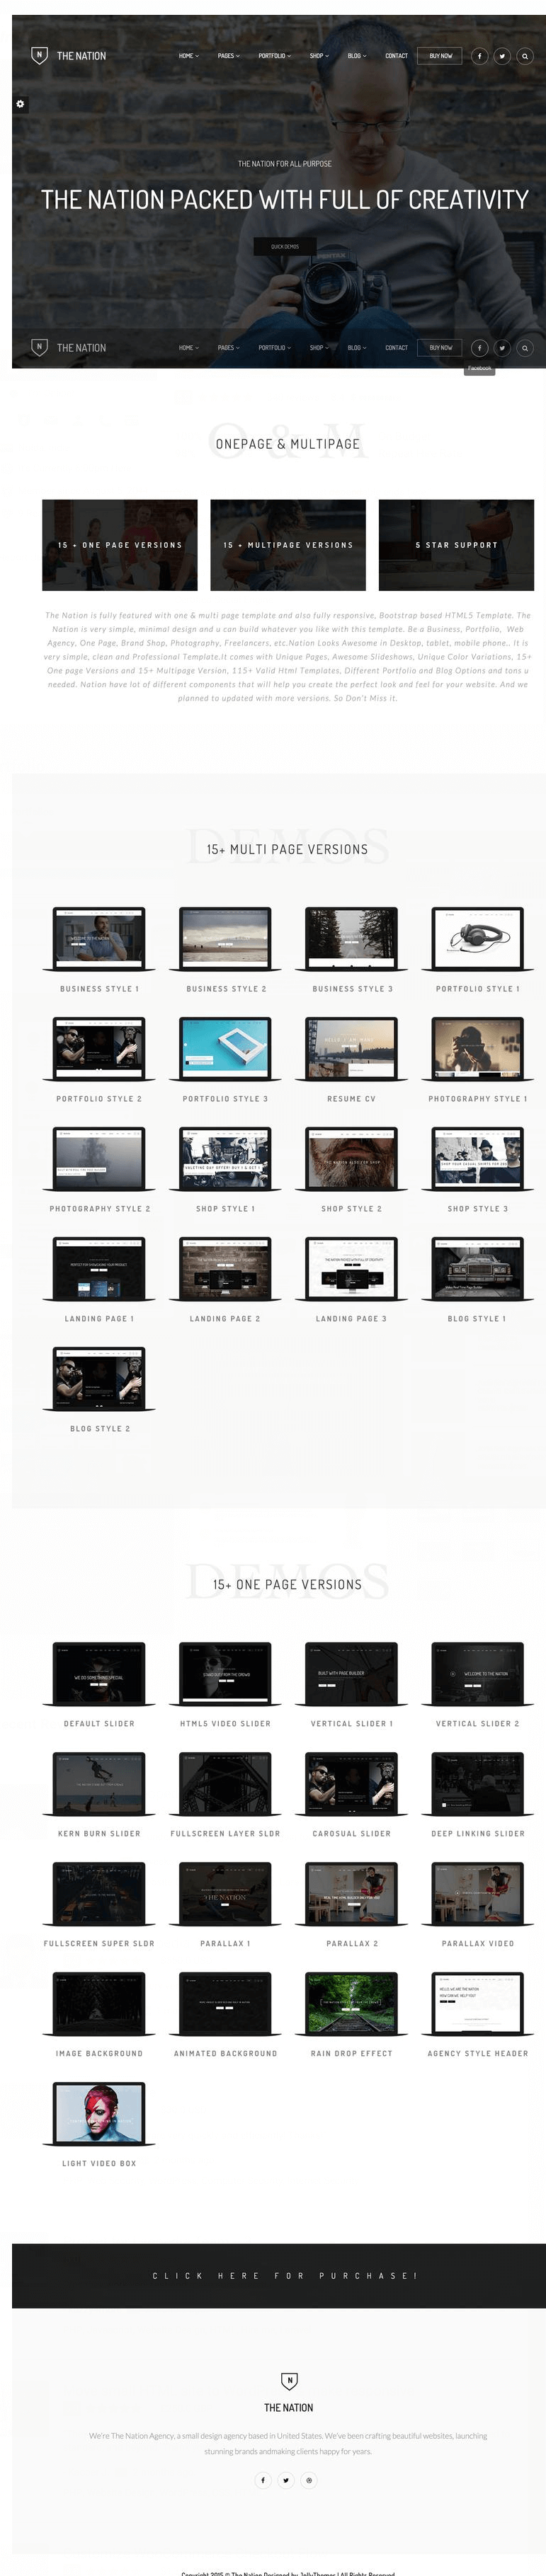 THE NATION
HOME PAGES PORTFOLIO SHOP BLOG CONTACT BUY NOW
THE NATION FOR ALL PURPOSE
THE NATION PACKED WITH FULL OF CREATIVITY
QUICK DEMOS
N THE NATION
HOME PAGES PORTFOLIO SHOP BLOG CONTACT BUY NOW
Facebook
O & M
ONEPAGE & MULTIPAGE
15 + ONE PAGE VERSIONS 15 + MULTIPAGE VERSIONS 5 STAR SUPPORT
The Nation is fully featured with one & multi page template and also fully responsive, Bootstrap based HTML5 Template. The
Nation is very simple, minimal design and u can build whatever you like with this template. Be a Business, Portfolio, Web
Agency, One Page, Brand Shop, Photography, Freelancers, etc.Nation Looks Awesome in Desktop, tablet, mobile phone.. It is
very simple, clean and Professional Template.It comes with Unique Pages, Awesome Slideshows, Unique Color Variations, 15+
One page Versions and 15+ Multipage Version, 115+ Valid Html Templates, Different Portfolio and Blog Options and tons u
needed. Nation have lot of different components that will help you create the perfect look and feel for your website. And we
planned to updated with more versions. So Don't Miss it.
DEMOS
15+ MULTI PAGE VERSIONS
BUSINESS STYLE 1 BUSINESS STYLE 2 BUSINESS STYLE 3 PORTFOLIO STYLE 1
PORTFOLIO STYLE 2 PORTFOLIO STYLE 3 RESUME CV PHOTOGRAPHY STYLE 1
PHOTOGRAPHY STYLE 2 SHOP STYLE 1 SHOP STYLE 2 SHOP STYLE 3
LANDING PAGE 1 LANDING PAGE 2 LANDING PAGE 3 BLOG STYLE 1
BLOG STYLE 2
DEMOS
15+ ONE PAGE VERSIONS
DEFAULT SLIDER HTML5 VIDEO SLIDER VERTICAL SLIDER 1 VERTICAL SLIDER 2
KERN BURN SLIDER FULLSCREEN LAYER SLDR CAROSUAL SLIDER DEEP LINKING SLIDER
THE NATION
FULLSCREEN SUPER SLDR PARALLAX 1 PARALLAX 2 PARALLAX VIDEO
IMAGE BACKGROUND ANIMATED BACKGROUND RAIN DROP EFFECT AGENCY STYLE HEADER
LIGHT VIDEO BOX
CLICK HERE FOR PURCHASE!
N
THE NATION
We're The Nation Agency, a small design agency based in United States. We've been crafting beautiful websites, launching
stunning brands andmaking clients happy for years.
Copyright 2015 © The Nation Designed by JollyThemes | All Rights Reserved